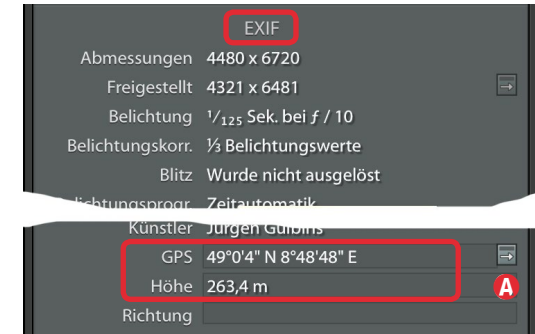 EXIF
Abmessungen 4480 x 6720
Freigestellt 4321 x 6481
Belichtung 1/125 Sek. bei ƒ / 10
Belichtungskorr. ⅓ Belichtungswerte
Blitz Wurde nicht ausgelöst
Belichtungsprogr. Zeitautomatik
Künstler Jürgen Gulbins
GPS 49°0'4" N 8°48'48" E
Höhe 263,4 m A
Richtung